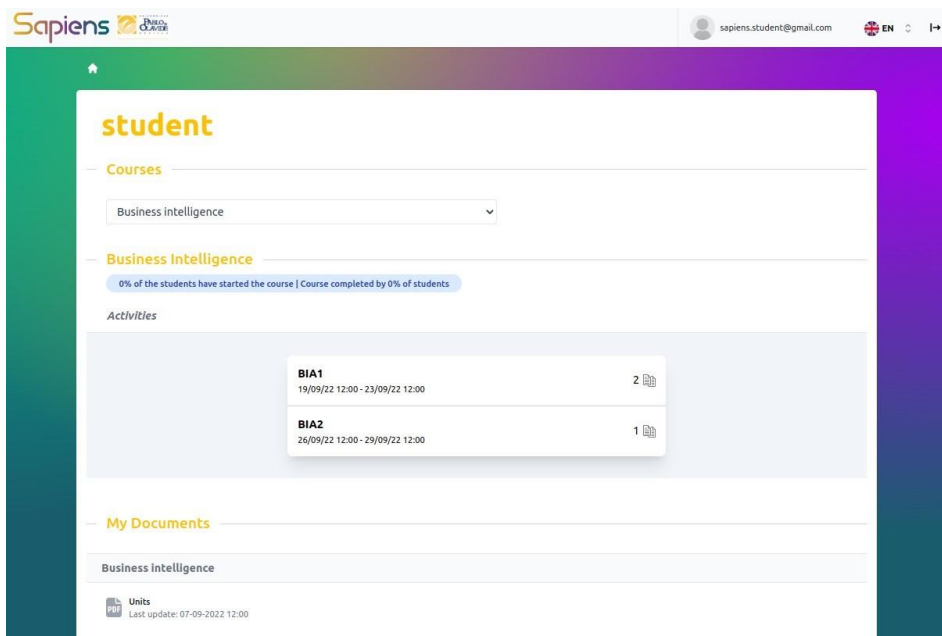 Sapiens
PABLO DE
OLAVIDE
sapiens.student@gmail.com
EN
student
Courses
Business intelligence
Business Intelligence
0% of the students have started the course | Course completed by 0% of students
Activities
BIA1
19/09/22 12:00 - 23/09/22 12:00
2
BIA2
26/09/22 12:00 - 29/09/22 12:00
1
My Documents
Business intelligence
PDF
Units
Last update: 07-09-2022 12:00